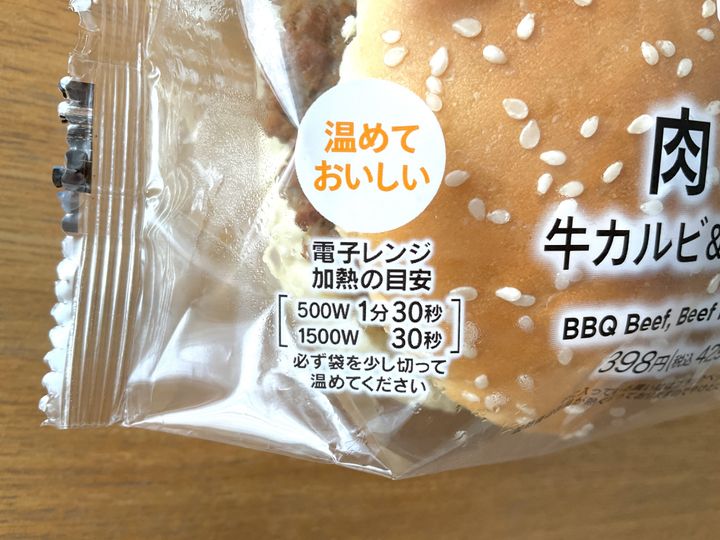 温めて
おいしい
電子レンジ
加熱の目安
500W 1分30秒
1500W 30秒
必ず袋を少し切って
温めてください
肉
牛カルビ&
BBQ Beef, Beef
398円(税込